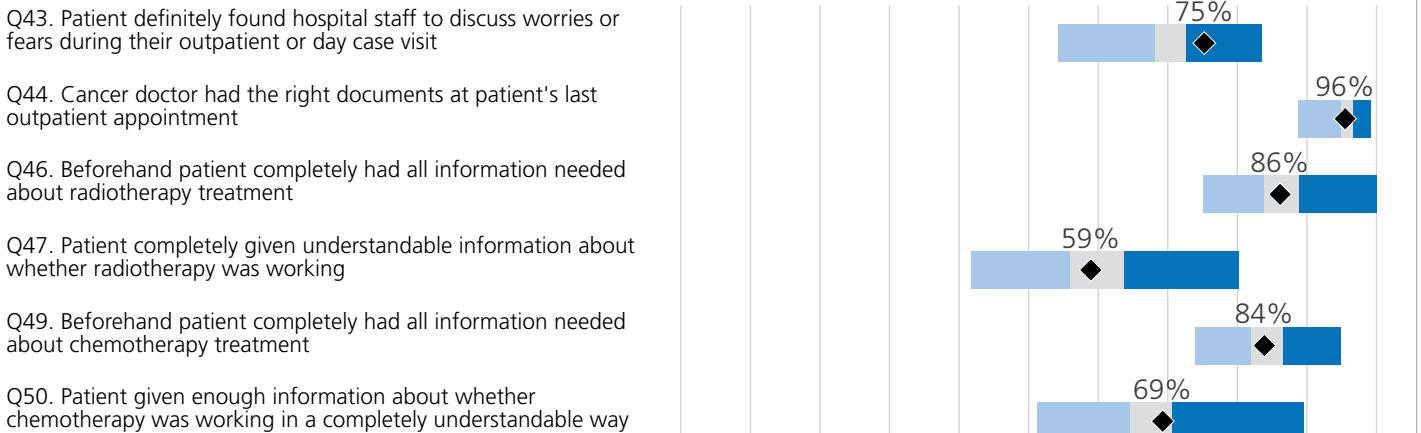 Q43. Patient definitely found hospital staff to discuss worries or
fears during their outpatient or day case visit
75%
Q44. Cancer doctor had the right documents at patient's last
outpatient appointment
96%
Q46. Beforehand patient completely had all information needed
about radiotherapy treatment
86%
Q47. Patient completely given understandable information about
whether radiotherapy was working
59%
Q49. Beforehand patient completely had all information needed
about chemotherapy treatment
84%
Q50. Patient given enough information about whether
chemotherapy was working in a completely understandable way
69%